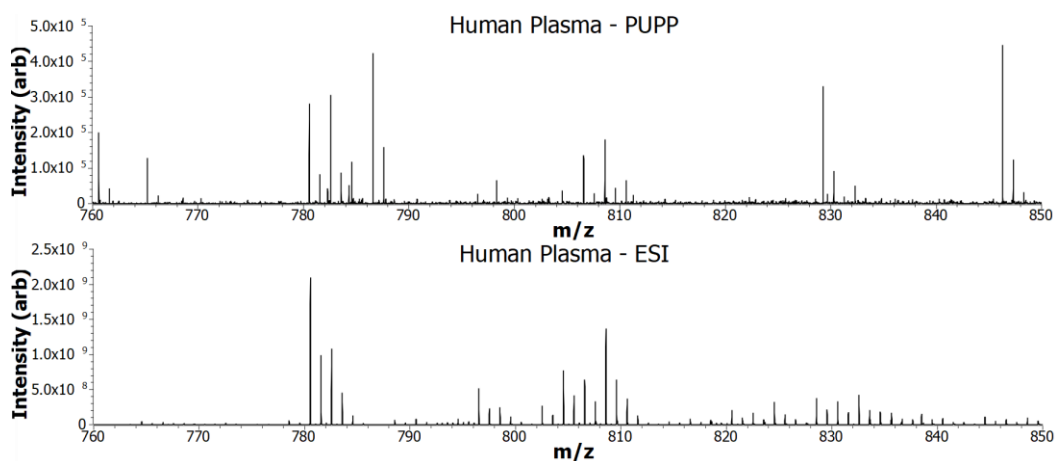 Human Plasma - PUPP
Intensity (arb)
5.0x10 5
4.0x10 5
3.0x10 5
2.0x10 5
1.0x10 5
0
760 770 780 790 800 810 820 830 840 850
m/z
Human Plasma - ESI
Intensity (arb)
2.5x10 9
2.0x10 9
1.5x10 9
1.0x10 9
5.0x10 8
0
760 770 780 790 800 810 820 830 840 850
m/z